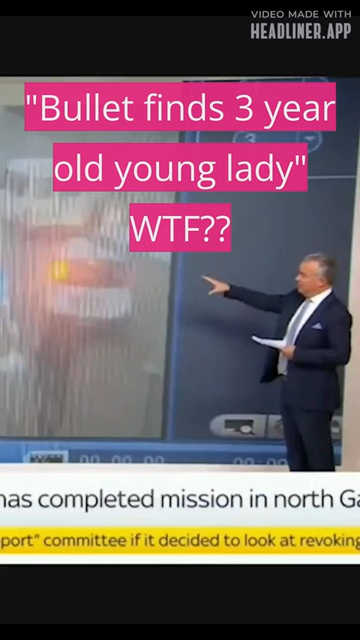 VIDEO MADE WITH
HEADLINER.APP
"Bullet finds 3 year
old young lady"
WTF??
has completed mission in north Ga
port" committee if it decided to look at revoking